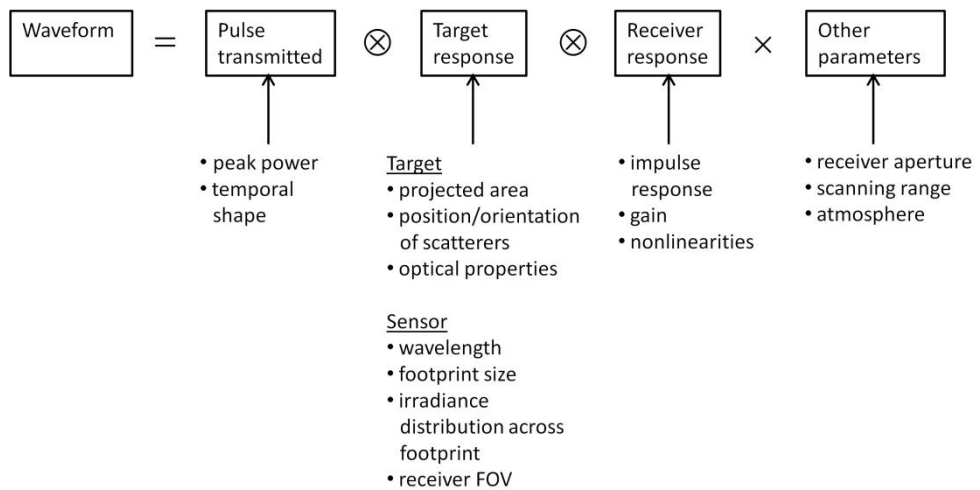 Waveform
=
Pulse
transmitted
⊗
Target
response
⊗
Receiver
response
×
Other
parameters
• peak power
• temporal
shape
Target
• projected area
• position/orientation
of scatterers
• optical properties
Sensor
• wavelength
• footprint size
• irradiance
distribution across
footprint
• receiver FOV
• impulse
response
• gain
• nonlinearities
• receiver aperture
• scanning range
• atmosphere